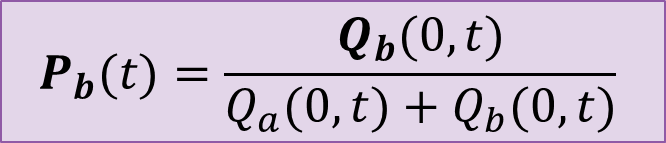 𝑷_𝒃(𝑡) = 𝑸_𝒃(0, 𝑡) / (𝑄_𝑎(0, 𝑡) + 𝑄_𝑏(0, 𝑡))